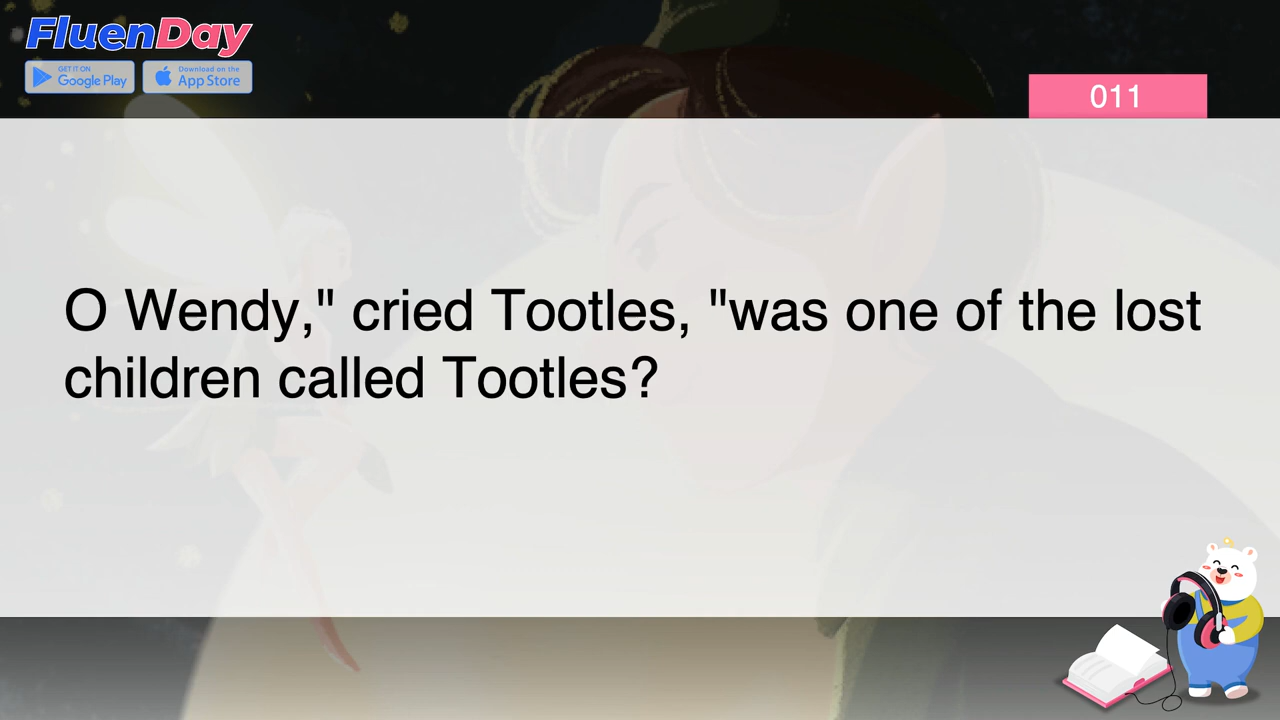 FluenDay
GET IT ON
Google Play
Download on the
App Store
011
O Wendy," cried Tootles, "was one of the lost
children called Tootles?